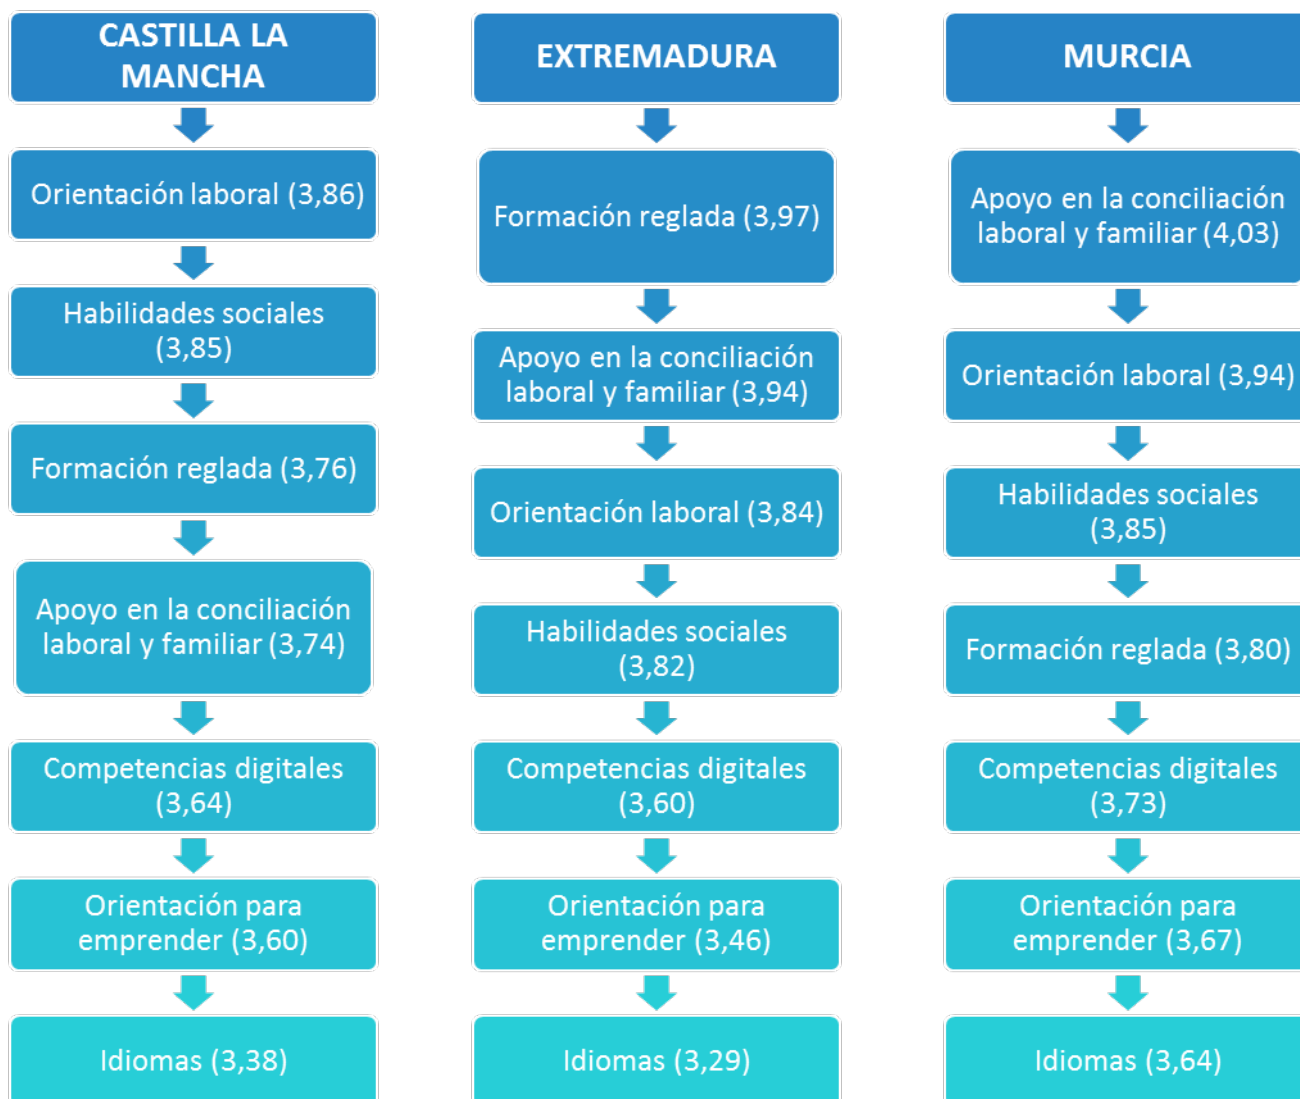 CASTILLA LA
MANCHA
Orientación laboral (3,86)
Habilidades sociales
(3,85)
Formación reglada (3,76)
Apoyo en la conciliación
laboral y familiar (3,74)
Competencias digitales
(3,64)
Orientación para
emprender (3,60)
Idiomas (3,38)
EXTREMADURA
Formación reglada (3,97)
Apoyo en la conciliación
laboral y familiar (3,94)
Orientación laboral (3,84)
Habilidades sociales
(3,82)
Competencias digitales
(3,60)
Orientación para
emprender (3,46)
Idiomas (3,29)
MURCIA
Apoyo en la conciliación
laboral y familiar (4,03)
Orientación laboral (3,94)
Habilidades sociales
(3,85)
Formación reglada (3,80)
Competencias digitales
(3,73)
Orientación para
emprender (3,67)
Idiomas (3,64)